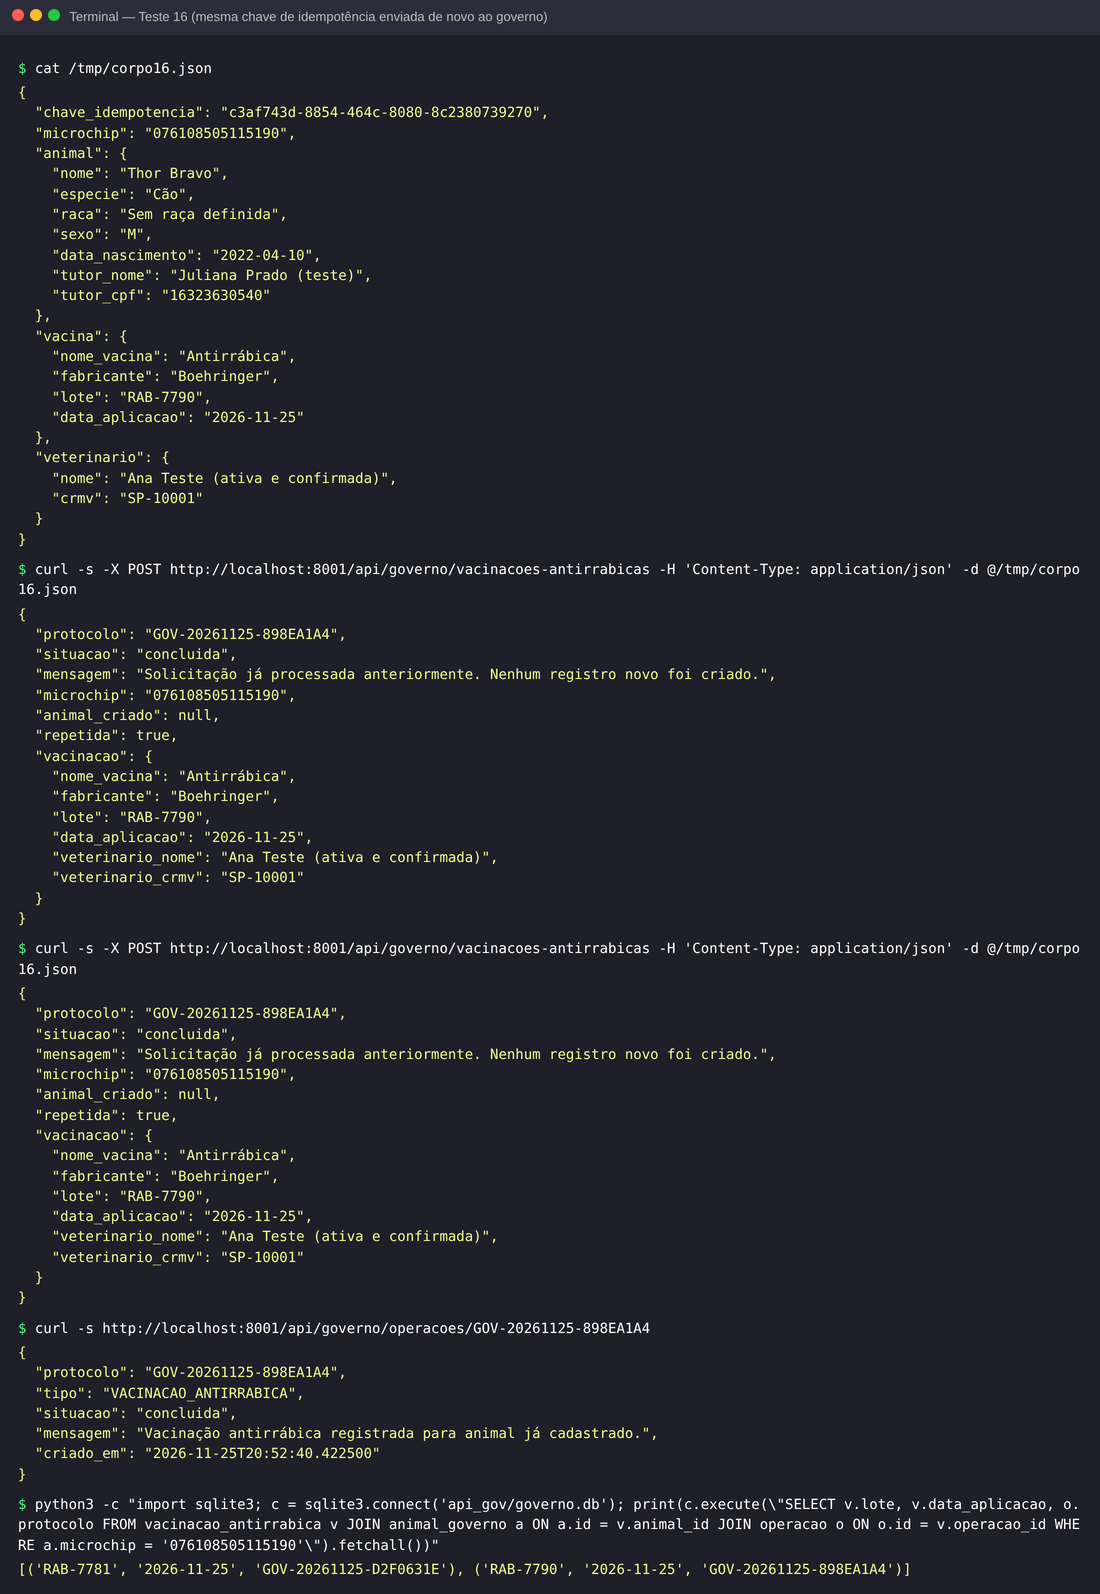 Terminal — Teste 16 (mesma chave de idempotência enviada de novo ao governo)
$ cat /tmp/corpo16.json
{
  "chave_idempotencia": "c3af743d-8854-464c-8080-8c2380739270",
  "microchip": "076108505115190",
  "animal": {
    "nome": "Thor Bravo",
    "especie": "Cão",
    "raca": "Sem raça definida",
    "sexo": "M",
    "data_nascimento": "2022-04-10",
    "tutor_nome": "Juliana Prado (teste)",
    "tutor_cpf": "16323630540"
  },
  "vacina": {
    "nome_vacina": "Antirrábica",
    "fabricante": "Boehringer",
    "lote": "RAB-7790",
    "data_aplicacao": "2026-11-25"
  },
  "veterinario": {
    "nome": "Ana Teste (ativa e confirmada)",
    "crmv": "SP-10001"
  }
}
$ curl -s -X POST http://localhost:8001/api/governo/vacinacoes-antirrabicas -H 'Content-Type: application/json' -d @/tmp/corpo
16.json
{
  "protocolo": "GOV-20261125-898EA1A4",
  "situacao": "concluida",
  "mensagem": "Solicitação já processada anteriormente. Nenhum registro novo foi criado.",
  "microchip": "076108505115190",
  "animal_criado": null,
  "repetida": true,
  "vacinacao": {
    "nome_vacina": "Antirrábica",
    "fabricante": "Boehringer",
    "lote": "RAB-7790",
    "data_aplicacao": "2026-11-25",
    "veterinario_nome": "Ana Teste (ativa e confirmada)",
    "veterinario_crmv": "SP-10001"
  }
}
$ curl -s -X POST http://localhost:8001/api/governo/vacinacoes-antirrabicas -H 'Content-Type: application/json' -d @/tmp/corpo
16.json
{
  "protocolo": "GOV-20261125-898EA1A4",
  "situacao": "concluida",
  "mensagem": "Solicitação já processada anteriormente. Nenhum registro novo foi criado.",
  "microchip": "076108505115190",
  "animal_criado": null,
  "repetida": true,
  "vacinacao": {
    "nome_vacina": "Antirrábica",
    "fabricante": "Boehringer",
    "lote": "RAB-7790",
    "data_aplicacao": "2026-11-25",
    "veterinario_nome": "Ana Teste (ativa e confirmada)",
    "veterinario_crmv": "SP-10001"
  }
}
$ curl -s http://localhost:8001/api/governo/operacoes/GOV-20261125-898EA1A4
{
  "protocolo": "GOV-20261125-898EA1A4",
  "tipo": "VACINACAO_ANTIRRABICA",
  "situacao": "concluida",
  "mensagem": "Vacinação antirrábica registrada para animal já cadastrado.",
  "criado_em": "2026-11-25T20:52:40.422500"
}
$ python3 -c "import sqlite3; c = sqlite3.connect('api_gov/governo.db'); print(c.execute(\"SELECT v.lote, v.data_aplicacao, o.
protocolo FROM vacinacao_antirrabica v JOIN animal_governo a ON a.id = v.animal_id JOIN operacao o ON o.id = v.operacao_id WHE
RE a.microchip = '076108505115190'\").fetchall())"
[('RAB-7781', '2026-11-25', 'GOV-20261125-D2F0631E'), ('RAB-7790', '2026-11-25', 'GOV-20261125-898EA1A4')]